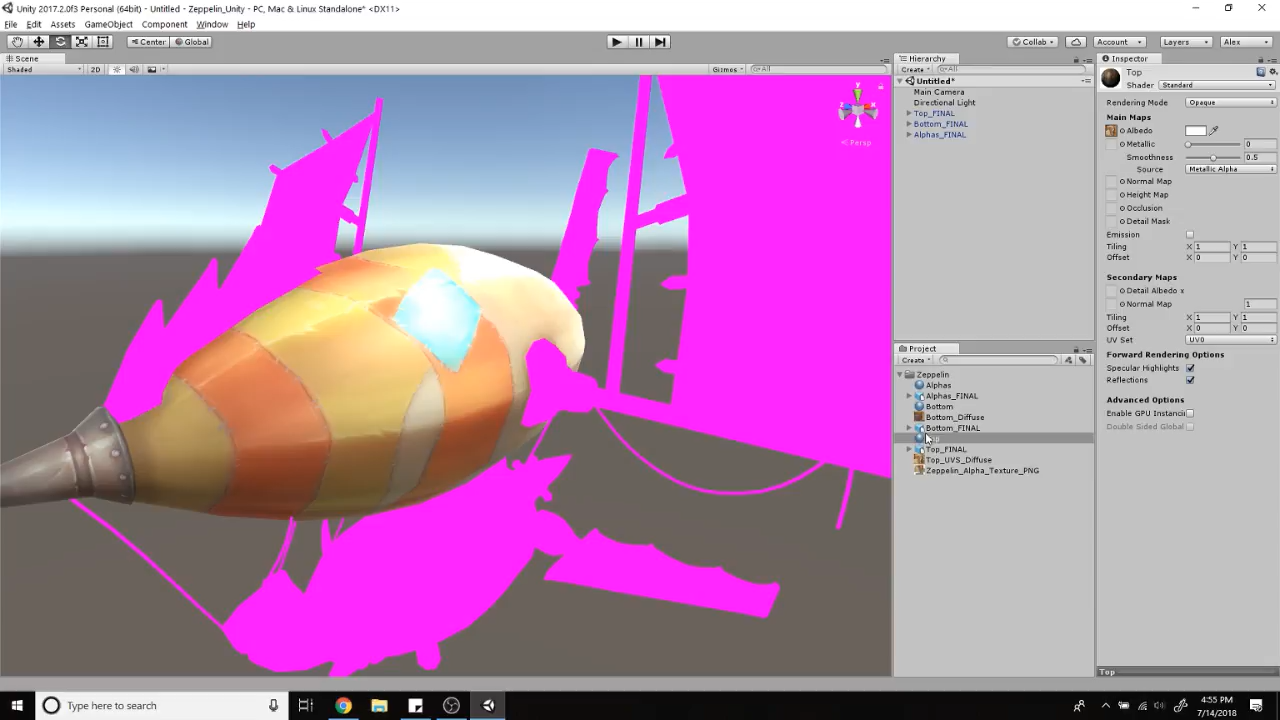 Unity 2017.2.0f3 Personal (64bit) - Untitled - Zeppelin_Unity - PC, Mac & Linux Standalone* <DX11>
File Edit Assets GameObject Component Window Help
Center Global Collab Account Layers Alex
Scene
Shaded 2D Gizmos All
Persp
Hierarchy
Create All
Untitled*
Main Camera
Directional Light
Top_FINAL
Bottom_FINAL
Alphas_FINAL
Project
Create
Zeppelin
Alphas
Alphas_FINAL
Bottom
Bottom_Diffuse
Bottom_FINAL
Top_FINAL
Top_UVS_Diffuse
Zeppelin_Alpha_Texture_PNG
Inspector
Top
Shader Standard
Rendering Mode Opaque
Main Maps
Albedo
Metallic 0
Smoothness 0.5
Source Metallic Alpha
Normal Map
Height Map
Occlusion
Detail Mask
Emission
Tiling X 1 Y 1
Offset X 0 Y 0
Secondary Maps
Detail Albedo x
Normal Map 1
Tiling X 1 Y 1
Offset X 0 Y 0
UV Set UV0
Forward Rendering Options
Specular Highlights
Reflections
Advanced Options
Enable GPU Instancin
Double Sided Global
Top
Type here to search
4:55 PM
7/14/2018